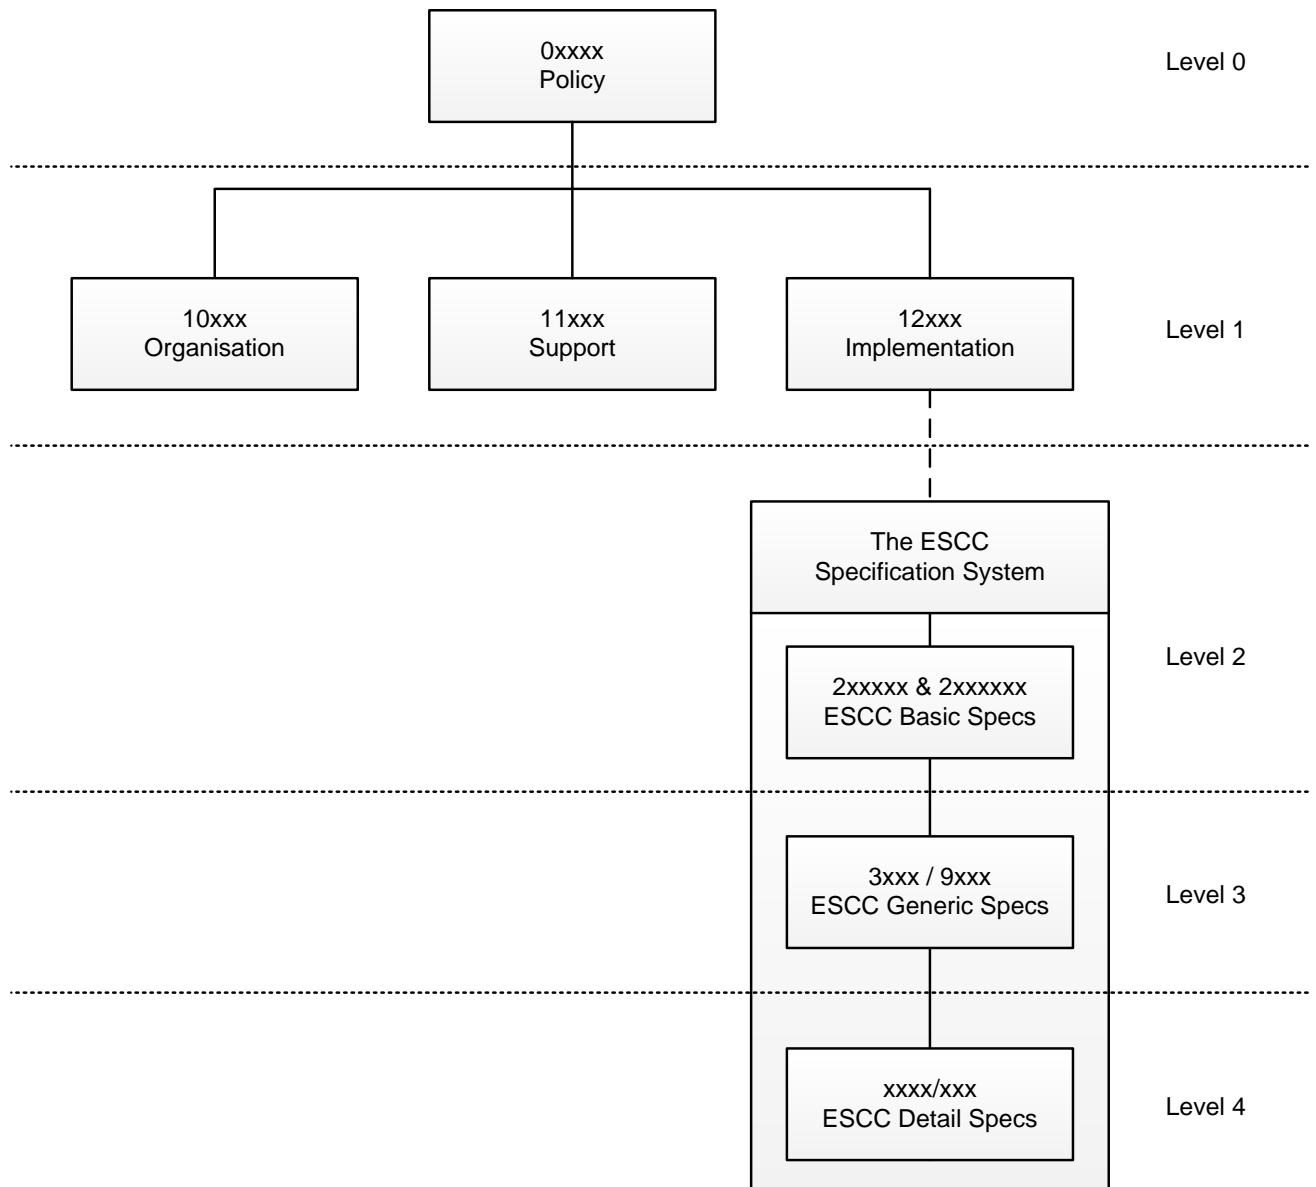 0xxxx
Policy
Level 0
10xxx
Organisation
11xxx
Support
12xxx
Implementation
Level 1
The ESCC
Specification System
2xxxxx & 2xxxxxx
ESCC Basic Specs
Level 2
3xxx / 9xxx
ESCC Generic Specs
Level 3
xxxx/xxx
ESCC Detail Specs
Level 4